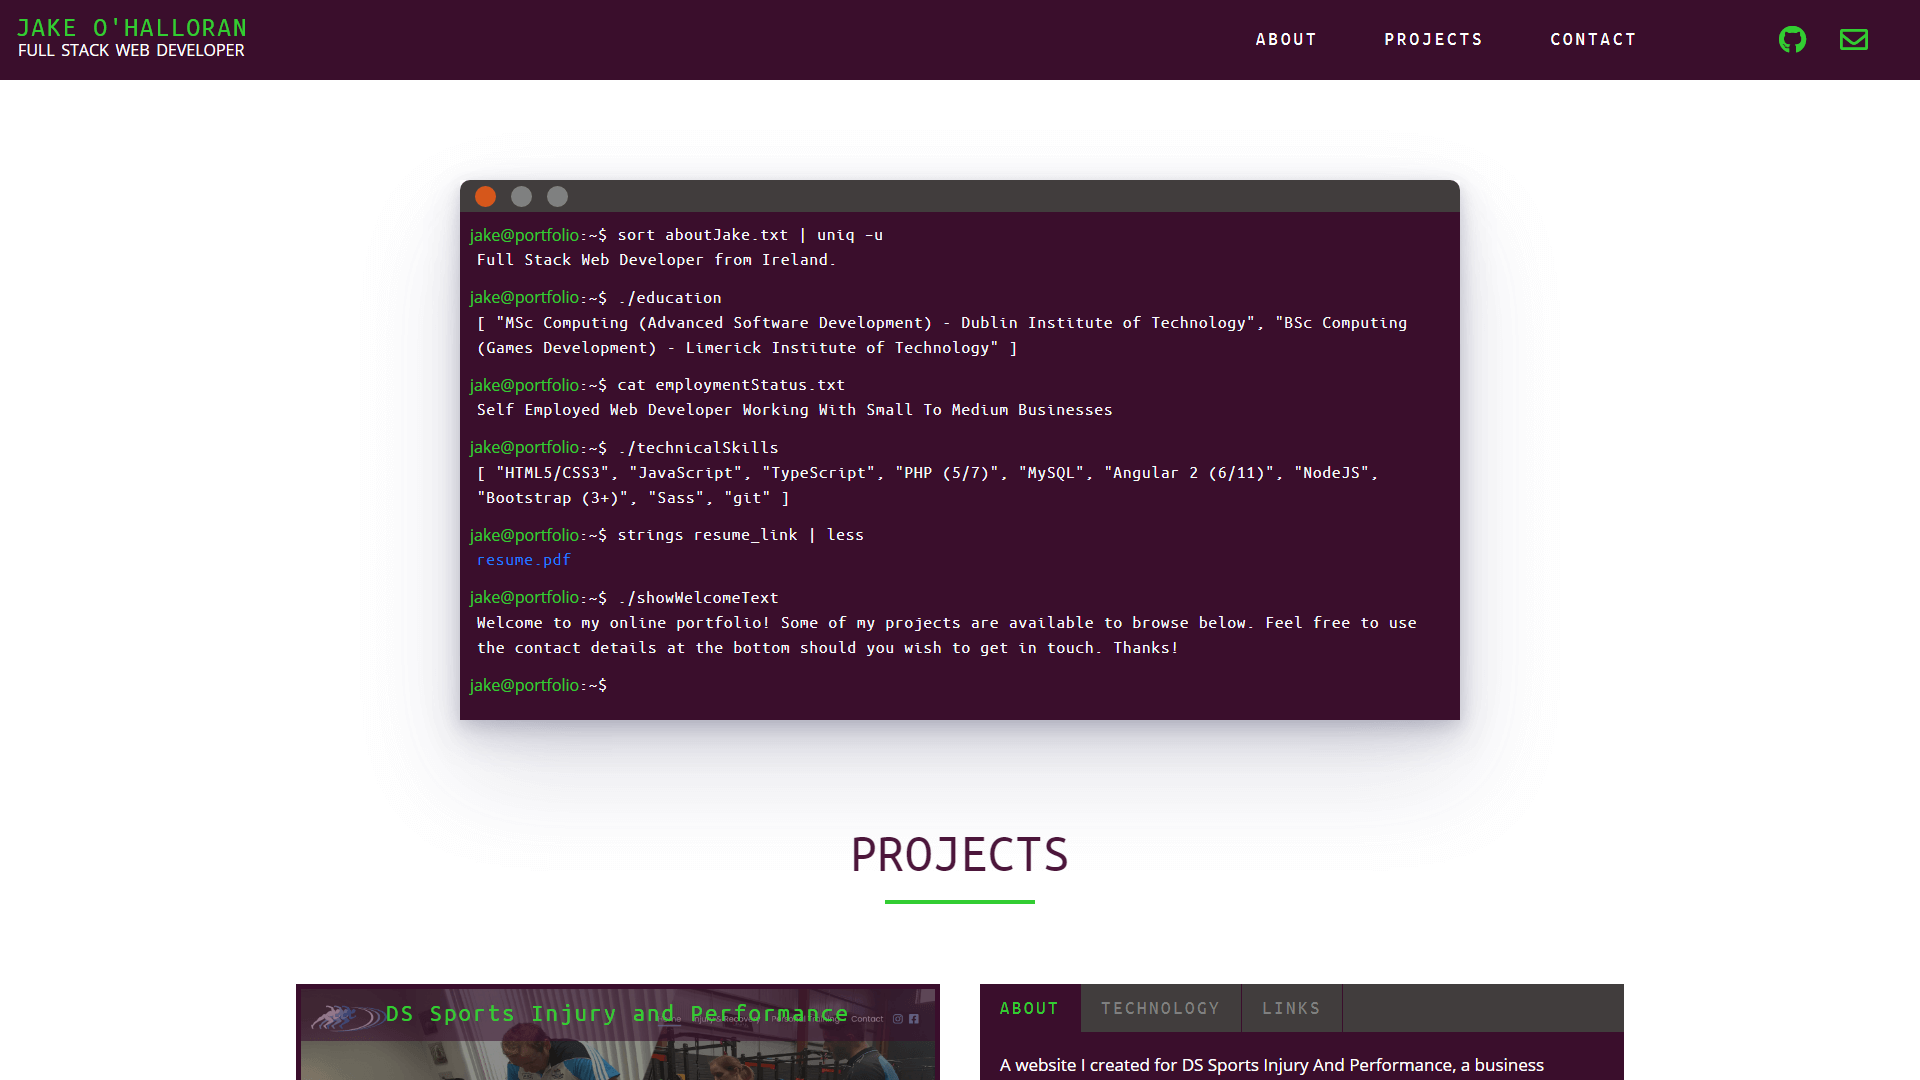 JAKE O'HALLORAN
FULL STACK WEB DEVELOPER
ABOUT
PROJECTS
CONTACT
jake@portfolio:~$ sort aboutJake.txt | uniq -u
Full Stack Web Developer from Ireland.
jake@portfolio:~$ ./education
[ "MSc Computing (Advanced Software Development) - Dublin Institute of Technology", "BSc Computing
(Games Development) - Limerick Institute of Technology" ]
jake@portfolio:~$ cat employmentStatus.txt
Self Employed Web Developer Working With Small To Medium Businesses
jake@portfolio:~$ ./technicalSkills
[ "HTML5/CSS3", "JavaScript", "TypeScript", "PHP (5/7)", "MySQL", "Angular 2 (6/11)", "NodeJS",
"Bootstrap (3+)", "Sass", "git" ]
jake@portfolio:~$ strings resume_link | less
resume.pdf
jake@portfolio:~$ ./showWelcomeText
Welcome to my online portfolio! Some of my projects are available to browse below. Feel free to use
the contact details at the bottom should you wish to get in touch. Thanks!
jake@portfolio:~$
PROJECTS
DS Sports Injury and Performance
Contact
ABOUT
TECHNOLOGY
LINKS
A website I created for DS Sports Injury And Performance, a business